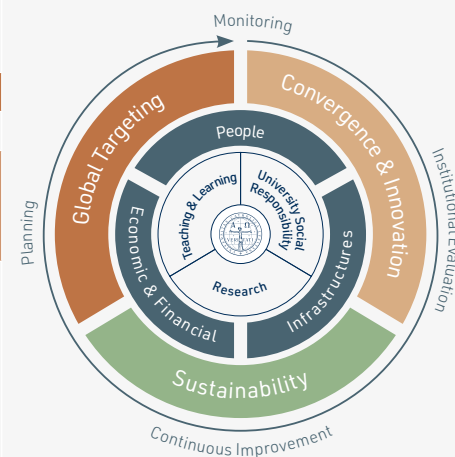 Monitoring
Planning
Institutional Evaluation
Continuous Improvement
Global Targeting
Convergence & Innovation
Sustainability
People
Economic & Financial
Infrastructures
Teaching & Learning
University Social
Responsibility
Research